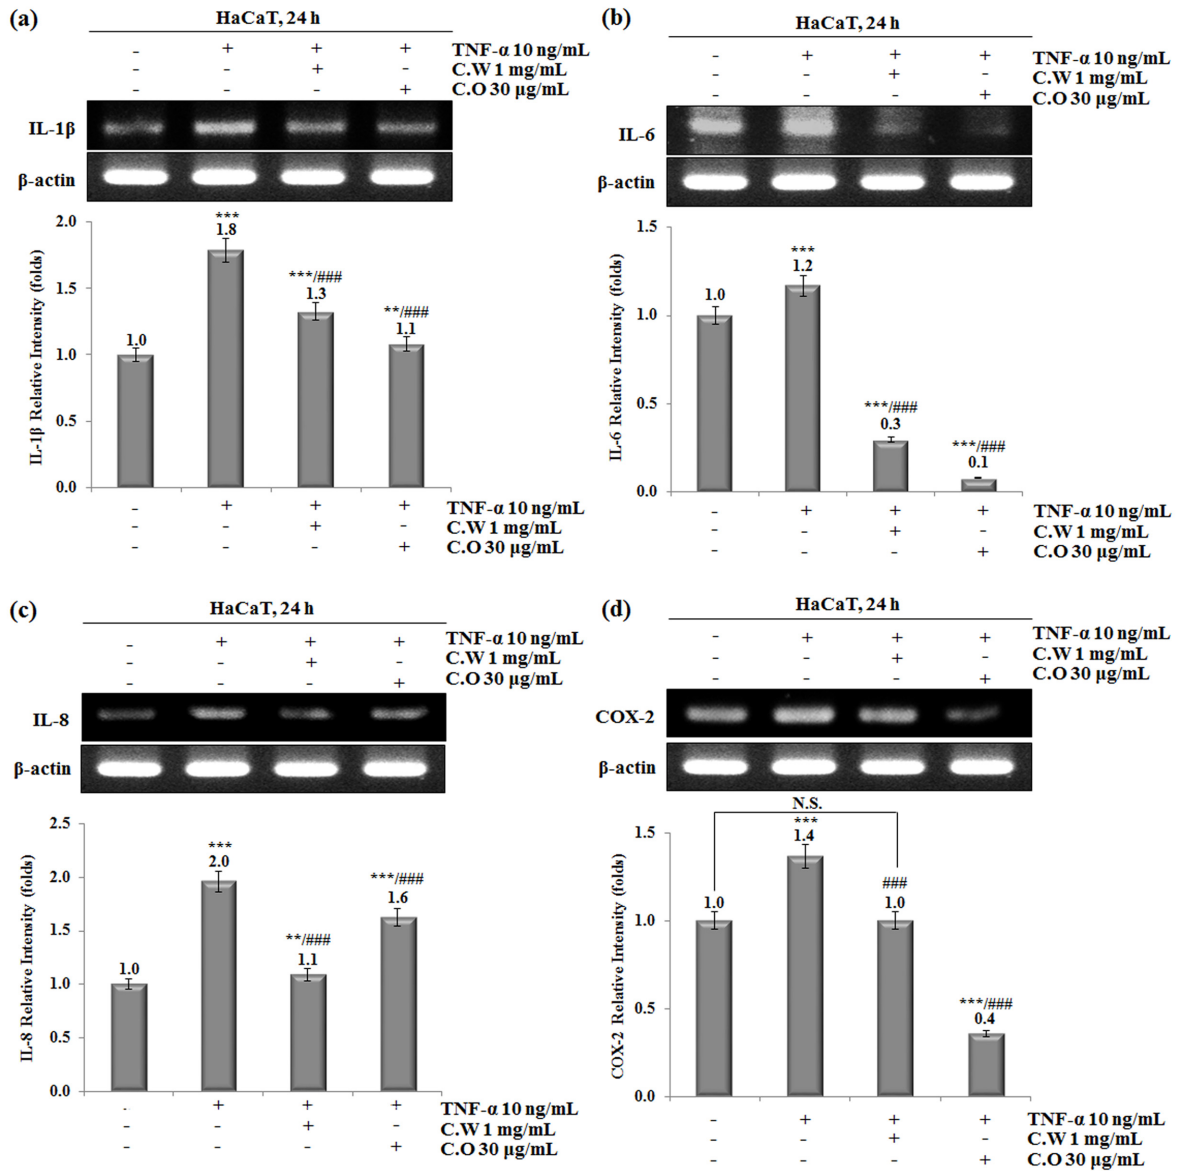 (a)
HaCaT, 24 h
- + + + TNF-α 10 ng/mL
- - + - C.W 1 mg/mL
- - - + C.O 30 μg/mL
IL-1β
β-actin
IL-1β Relative Intensity (folds)
2.0
1.5
1.0
0.5
0.0
1.0
***
1.8
***/###
1.3
**/###
1.1
- + + + TNF-α 10 ng/mL
- - + - C.W 1 mg/mL
- - - + C.O 30 μg/mL
(b)
HaCaT, 24 h
- + + + TNF-α 10 ng/mL
- - + - C.W 1 mg/mL
- - - + C.O 30 μg/mL
IL-6
β-actin
IL-6 Relative Intensity (folds)
1.5
1.0
0.5
0.0
1.0
***
1.2
***/###
0.3
***/###
0.1
- + + + TNF-α 10 ng/mL
- - + - C.W 1 mg/mL
- - - + C.O 30 μg/mL
(c)
HaCaT, 24 h
- + + + TNF-α 10 ng/mL
- - + - C.W 1 mg/mL
- - - + C.O 30 μg/mL
IL-8
β-actin
IL-8 Relative Intensity (folds)
2.5
2.0
1.5
1.0
0.5
0.0
1.0
***
2.0
**/###
1.1
***/###
1.6
- + + + TNF-α 10 ng/mL
- - + - C.W 1 mg/mL
- - - + C.O 30 μg/mL
(d)
HaCaT, 24 h
- + + + TNF-α 10 ng/mL
- - + - C.W 1 mg/mL
- - - + C.O 30 μg/mL
COX-2
β-actin
COX-2 Relative Intensity (folds)
1.5
1.0
0.5
0.0
N.S.
1.0
***
1.4
###
1.0
***/###
0.4
- + + + TNF-α 10 ng/mL
- - + - C.W 1 mg/mL
- - - + C.O 30 μg/mL